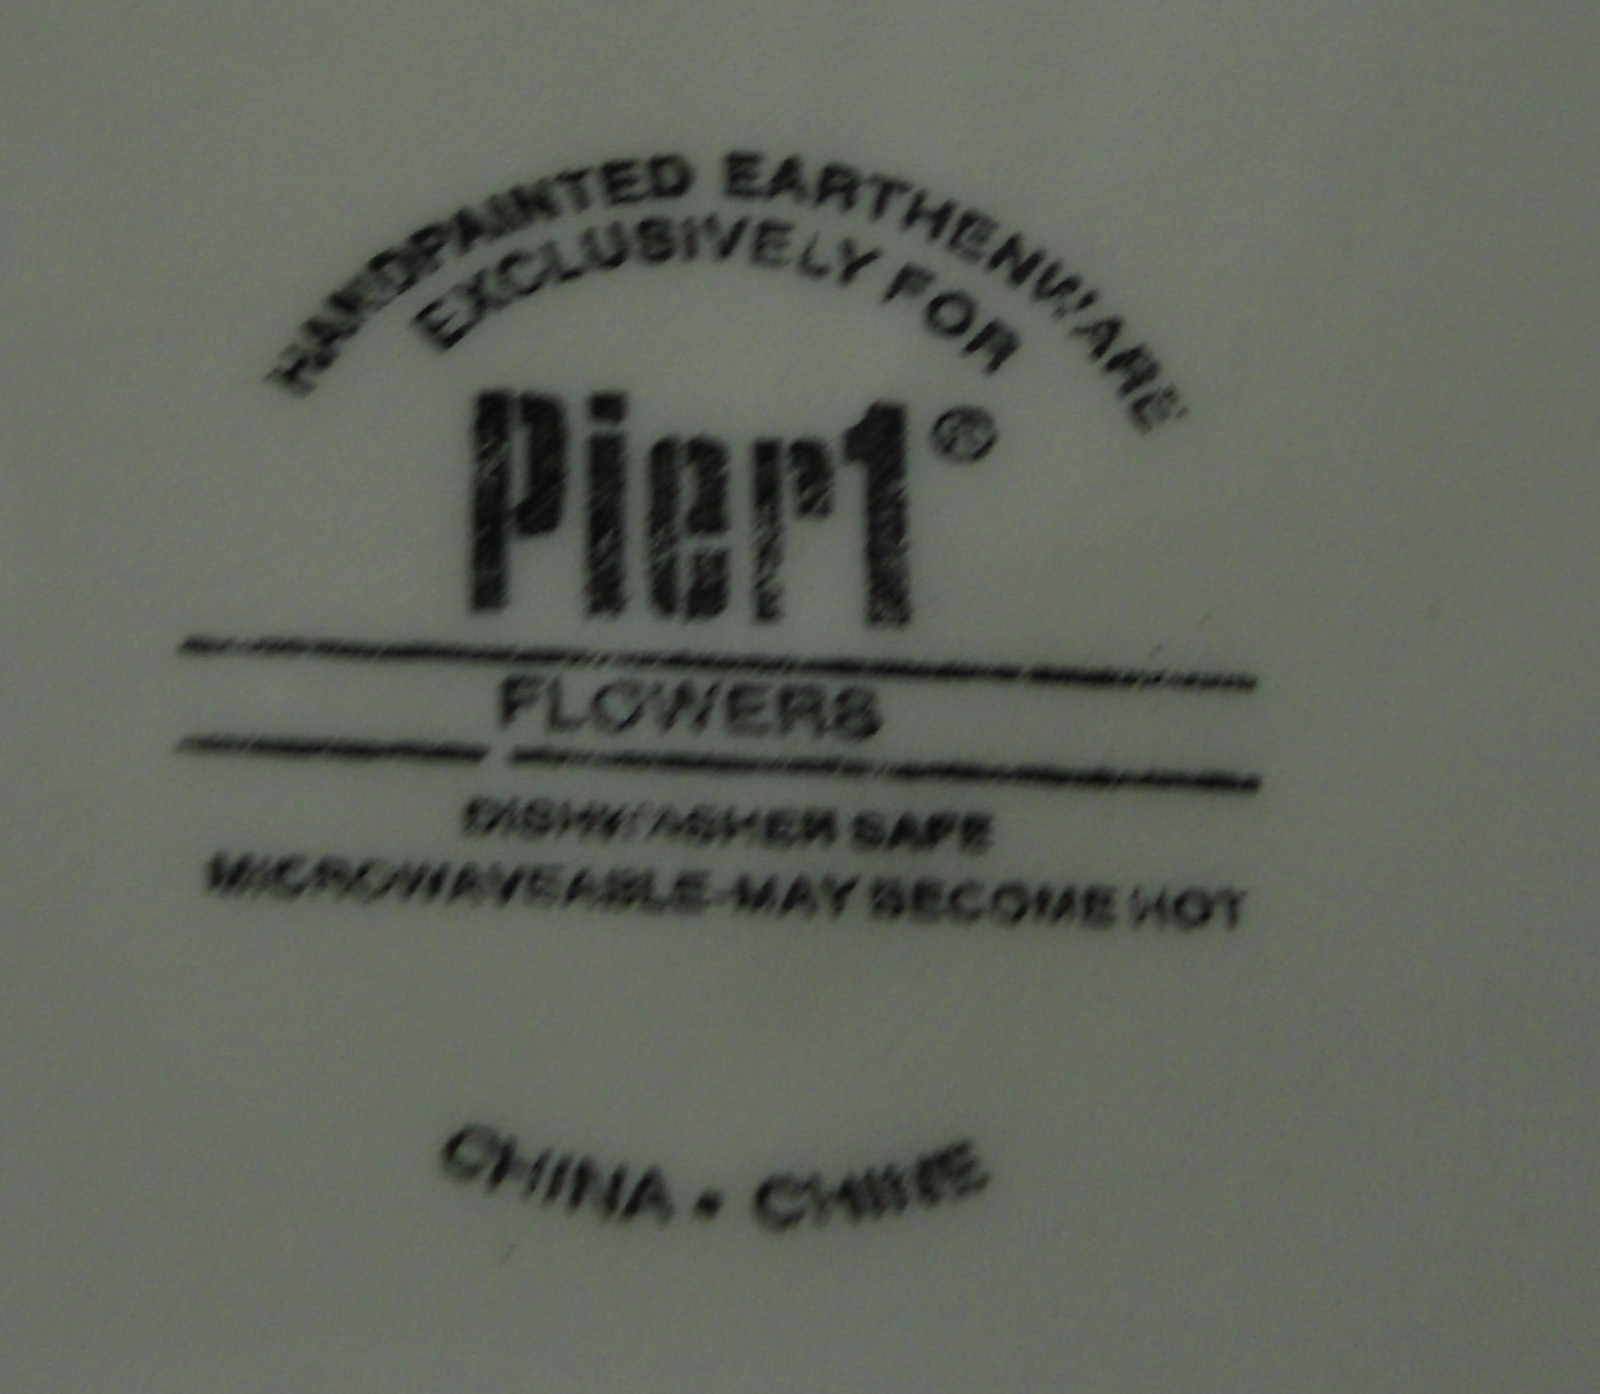 HANDPAINTED EARTHENWARE
EXCLUSIVELY FOR
Pier1®
FLOWERS
DISHWASHER SAFE
MICROWAVEABLE-MAY BECOME HOT
CHINA • CHINE